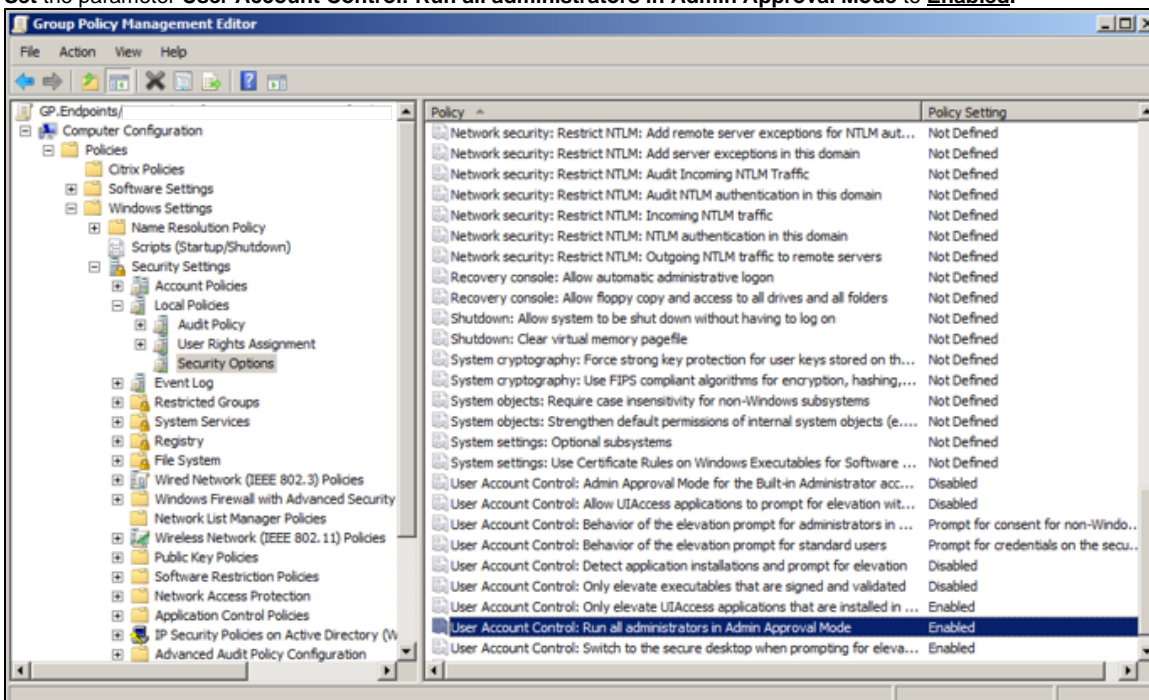 Set the parameter User Account Control: Run all administrators in Admin Approval Mode to Enabled.
Group Policy Management Editor
File Action View Help
GP.Endpoints/
Computer Configuration
Policies
Citrix Policies
Software Settings
Windows Settings
Name Resolution Policy
Scripts (Startup/Shutdown)
Security Settings
Account Policies
Local Policies
Audit Policy
User Rights Assignment
Security Options
Event Log
Restricted Groups
System Services
Registry
File System
Wired Network (IEEE 802.3) Policies
Windows Firewall with Advanced Security
Network List Manager Policies
Wireless Network (IEEE 802.11) Policies
Public Key Policies
Software Restriction Policies
Network Access Protection
Application Control Policies
IP Security Policies on Active Directory (W
Advanced Audit Policy Configuration
Policy Policy Setting
Network security: Restrict NTLM: Add remote server exceptions for NTLM aut... Not Defined
Network security: Restrict NTLM: Add server exceptions in this domain Not Defined
Network security: Restrict NTLM: Audit Incoming NTLM Traffic Not Defined
Network security: Restrict NTLM: Audit NTLM authentication in this domain Not Defined
Network security: Restrict NTLM: Incoming NTLM traffic Not Defined
Network security: Restrict NTLM: NTLM authentication in this domain Not Defined
Network security: Restrict NTLM: Outgoing NTLM traffic to remote servers Not Defined
Recovery console: Allow automatic administrative logon Not Defined
Recovery console: Allow floppy copy and access to all drives and all folders Not Defined
Shutdown: Allow system to be shut down without having to log on Not Defined
Shutdown: Clear virtual memory pagefile Not Defined
System cryptography: Force strong key protection for user keys stored on th... Not Defined
System cryptography: Use FIPS compliant algorithms for encryption, hashing,... Not Defined
System objects: Require case insensitivity for non-Windows subsystems Not Defined
System objects: Strengthen default permissions of internal system objects (e.... Not Defined
System settings: Optional subsystems Not Defined
System settings: Use Certificate Rules on Windows Executables for Software ... Not Defined
User Account Control: Admin Approval Mode for the Built-in Administrator acc... Disabled
User Account Control: Allow UIAccess applications to prompt for elevation wit... Disabled
User Account Control: Behavior of the elevation prompt for administrators in ... Prompt for consent for non-Windo...
User Account Control: Behavior of the elevation prompt for standard users Prompt for credentials on the secu...
User Account Control: Detect application installations and prompt for elevation Disabled
User Account Control: Only elevate executables that are signed and validated Disabled
User Account Control: Only elevate UIAccess applications that are installed in ... Enabled
User Account Control: Run all administrators in Admin Approval Mode Enabled
User Account Control: Switch to the secure desktop when prompting for eleva... Enabled